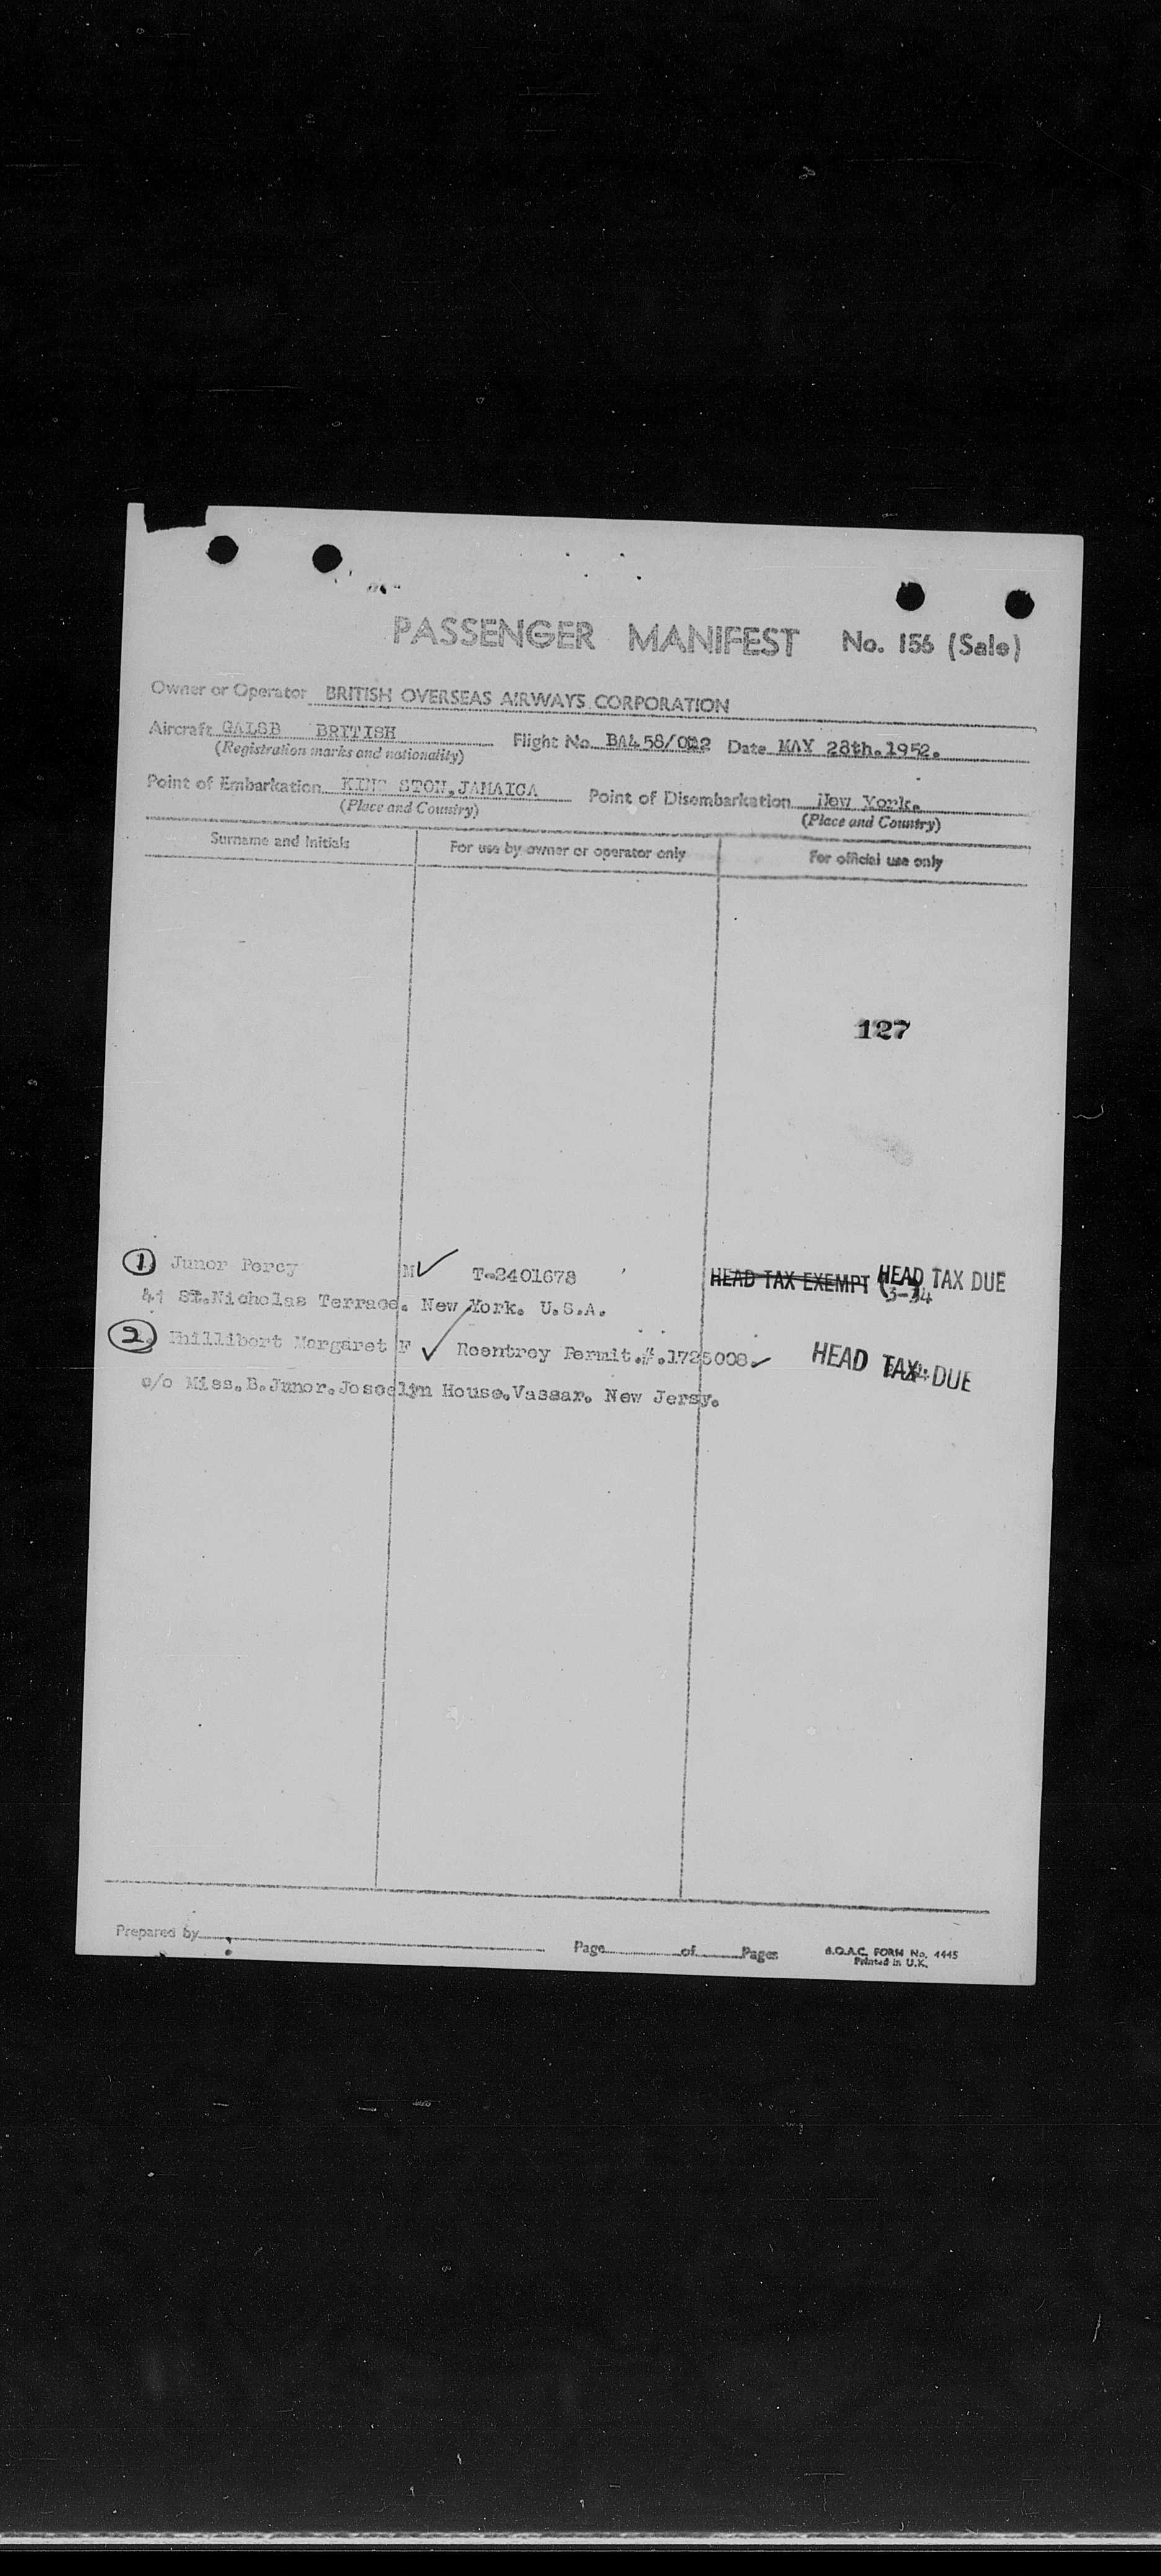 PASSENGER MANIFEST No. 156 (Sale)
Owner or Operator BRITISH OVERSEAS AIRWAYS CORPORATION
Aircraft GALSB BRITISH Flight No. BA458/022 Date MAY 28th.1952.
(Registration marks and nationality)
Point of Embarkation KING STON,JAMAICA Point of Disembarkation New York.
(Place and Country) (Place and Country)
Surname and Initials For use by owner or operator only For official use only
127
1 Junor Percy M T-2401678 HEAD TAX EXEMPT HEAD TAX DUE
41 St.Nicholas Terrace. New York. U.S.A.
2 Phillibert Margaret F Reentrey Permit.#.1725008. HEAD TAX DUE
c/o Miss.B.Junor.Joscelyn House.Vassar. New Jersy.
Prepared by
Page of Pages B.O.A.C. FORM No. 4445
Printed in U.K.